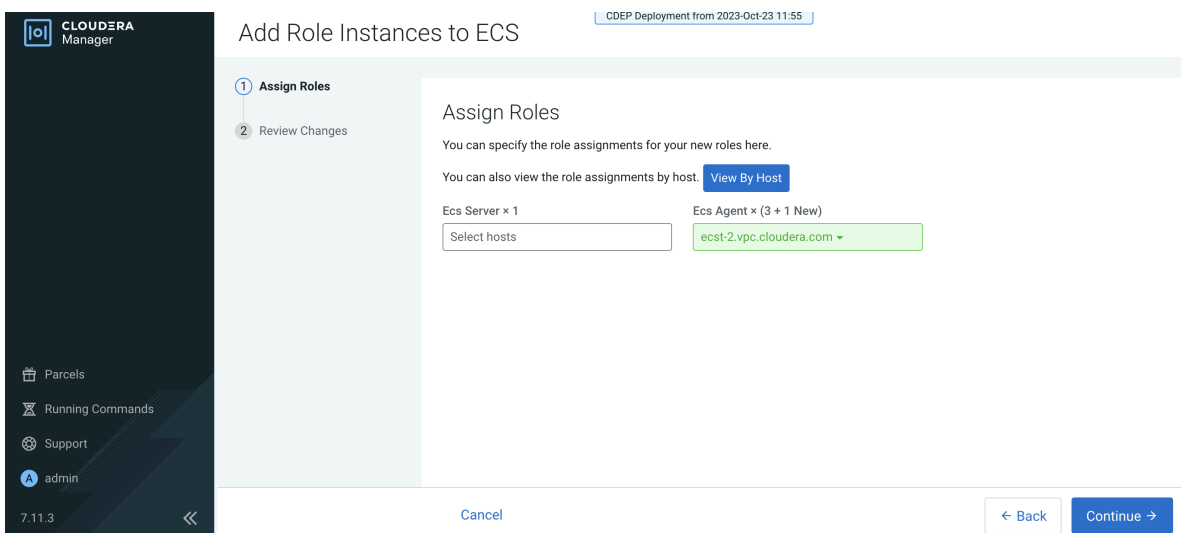 CLOUDERA
Manager
Add Role Instances to ECS
CDEP Deployment from 2023-Oct-23 11:55
1 Assign Roles
2 Review Changes
Assign Roles
You can specify the role assignments for your new roles here.
You can also view the role assignments by host. View By Host
Ecs Server × 1
Ecs Agent × (3 + 1 New)
Select hosts
ecst-2.vpc.cloudera.com
Parcels
Running Commands
Support
A admin
7.11.3
Cancel
← Back
Continue →